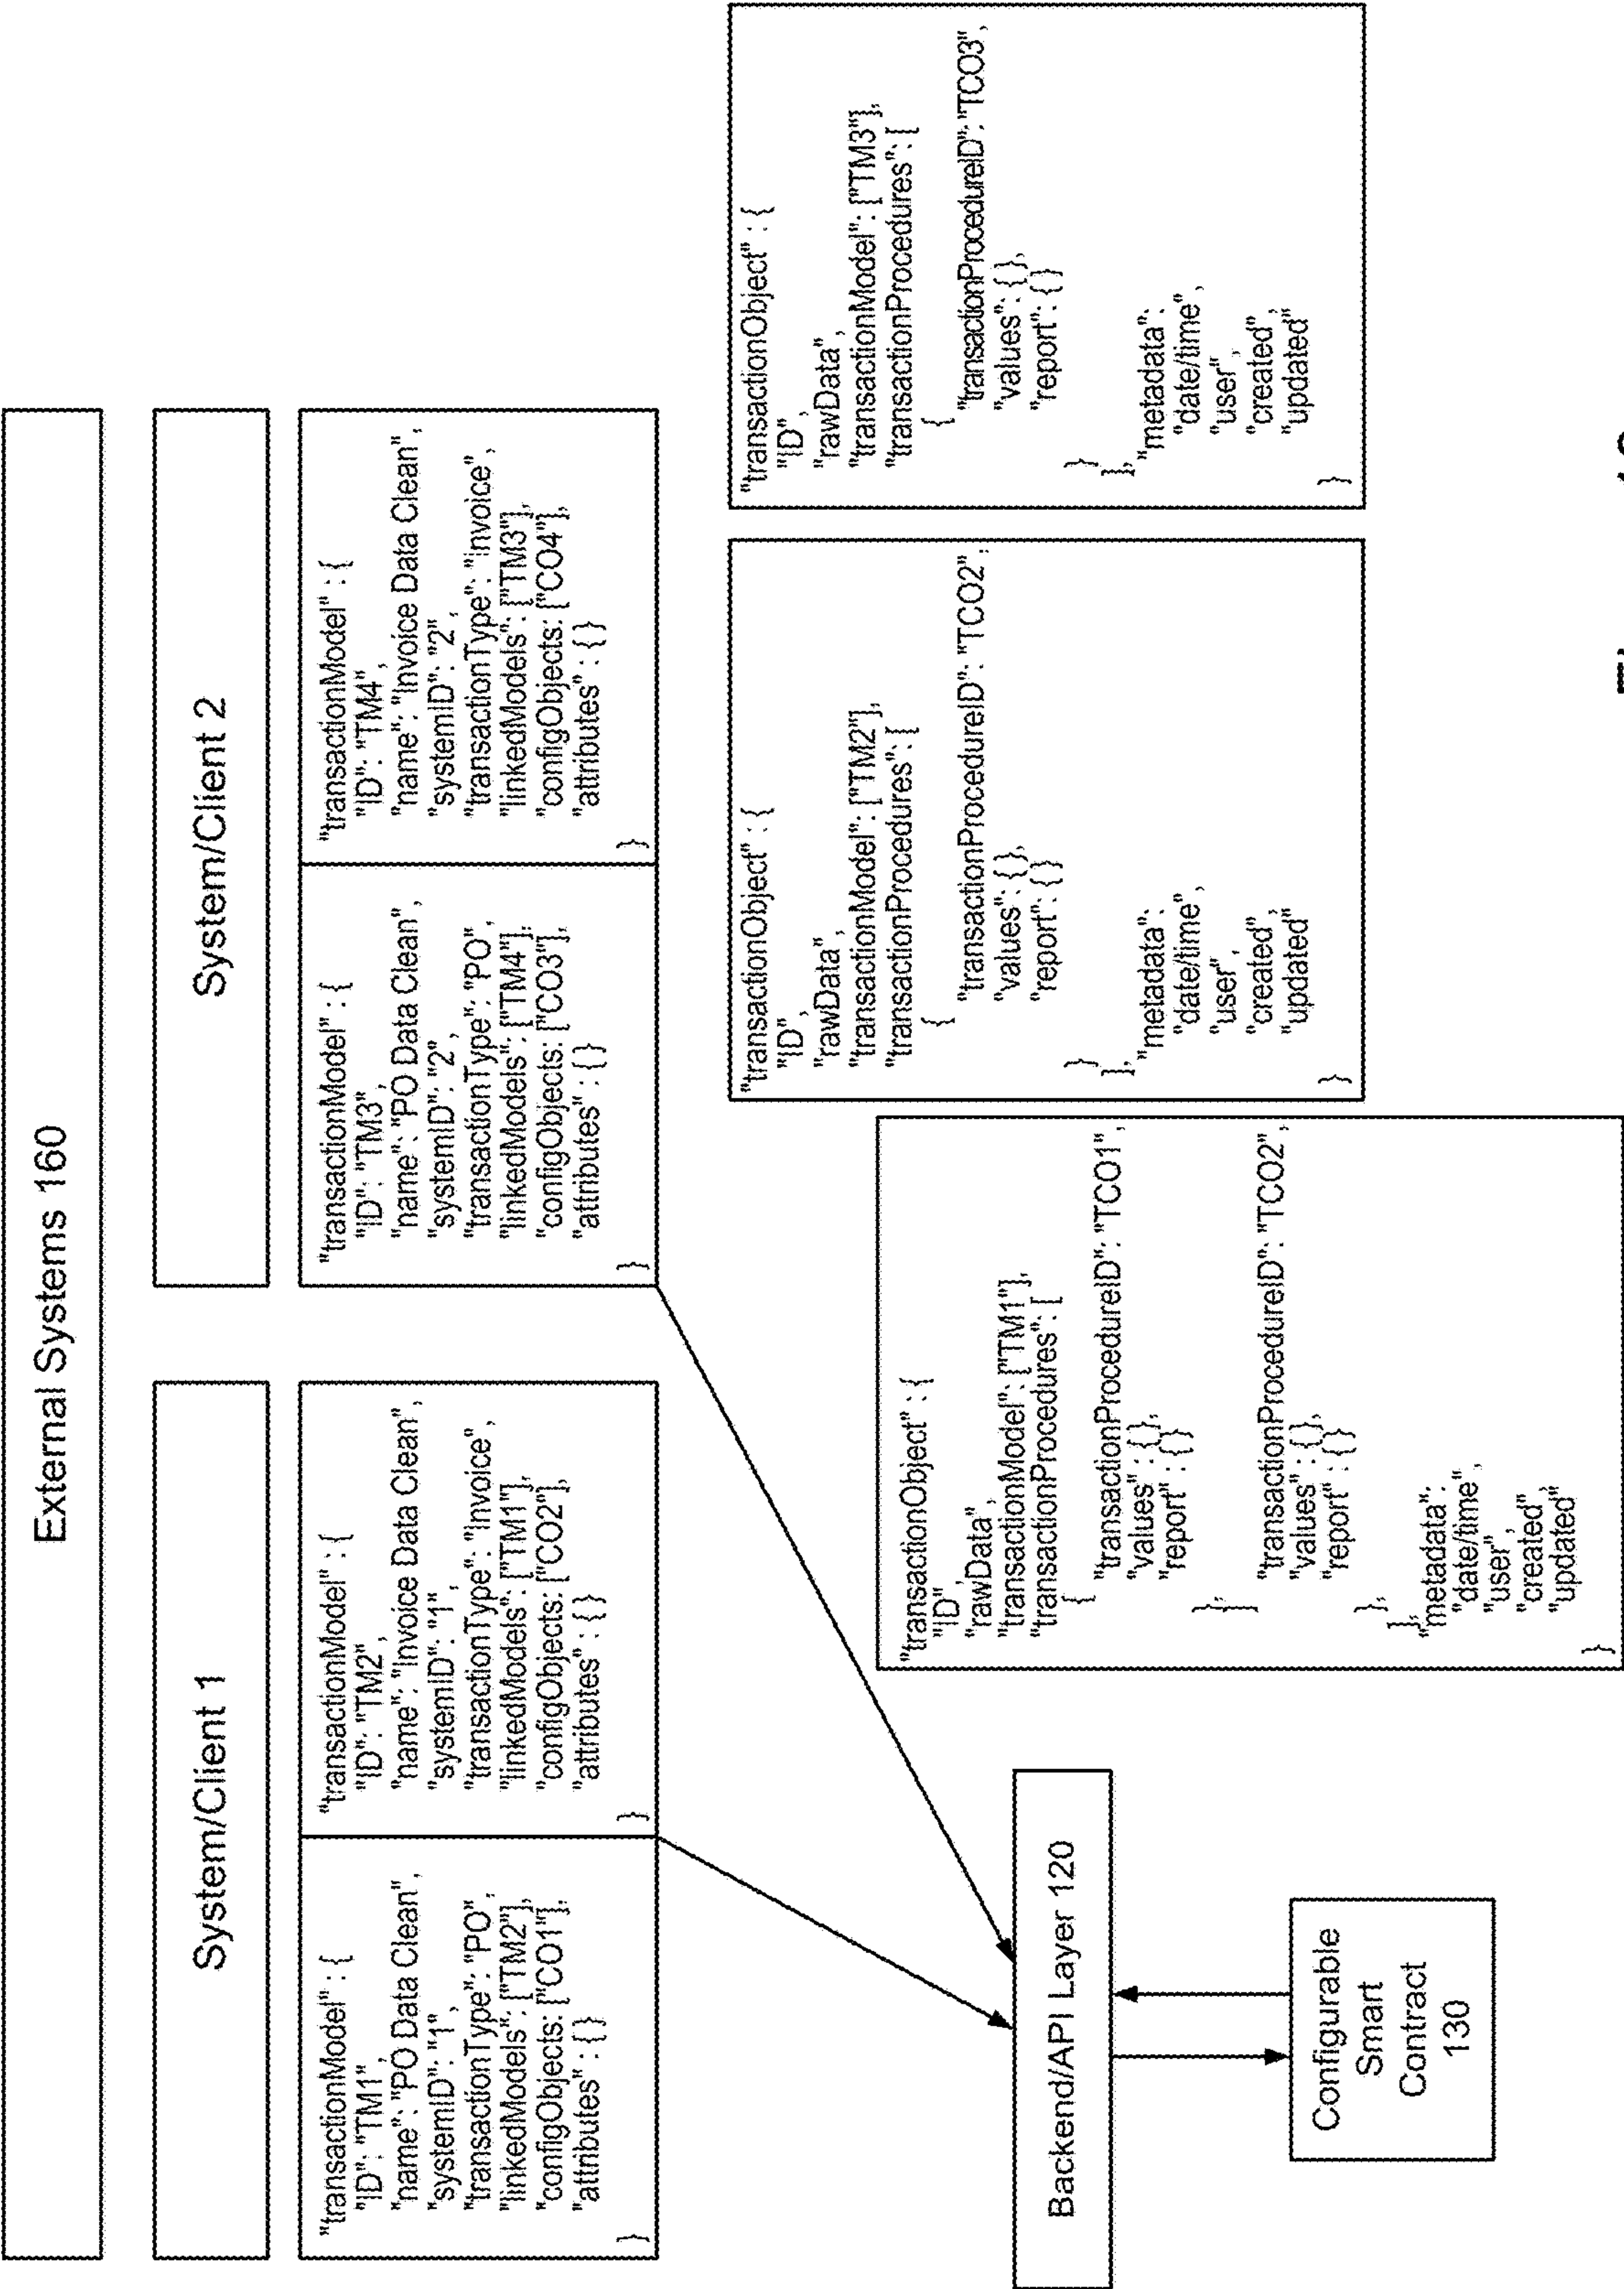 External Systems 160
System/Client 1
System/Client 2
"transactionModel" : {
"ID": "TM1"
"name": "PO Data Clean",
"systemID": "1",
"transactionType": "PO",
"linkedModels": ["TM2"],
"configObjects: ["CO1"],
"attributes" : { }
}
"transactionModel" : {
"ID": "TM2"
"name": "Invoice Data Clean",
"systemID": "1",
"transactionType": "Invoice",
"linkedModels": ["TM1"],
"configObjects: ["CO2"],
"attributes" : { }
}
"transactionModel" : {
"ID": "TM3",
"name": "PO Data Clean",
"systemID": "2",
"transactionType": "PO",
"linkedModels": ["TM4"],
"configObjects: ["CO3"],
"attributes" : { }
}
"transactionModel" : {
"ID": "TM4",
"name": "Invoice Data Clean",
"systemID": "2",
"transactionType": "Invoice",
"linkedModels": ["TM3"],
"configObjects: ["CO4"],
"attributes" : { }
}
Backend/API Layer 120
Configurable
Smart
Contract
130
"transactionObject" : {
"ID",
"rawData",
"transactionModel": ["TM1"],
"transactionProcedures": [
{
"transactionProcedureID": "TCO1",
"values" : { },
"report" : { }
},
[
"transactionProcedureID": "TCO2",
"values" : { },
"report" : { }
},
],
"metadata":
"date/time",
"user",
"created",
"updated"
}
"transactionObject" : {
"ID",
"rawData",
"transactionModel": ["TM2"],
"transactionProcedures": [
{
"transactionProcedureID": "TCO2",
"values": { },
"report": { }
}
],
"metadata":
"date/time",
"user",
"created",
"updated"
}
"transactionObject" : {
"ID",
"rawData",
"transactionModel": ["TM3"],
"transactionProcedures": [
{
"transactionProcedureID": "TCO3",
"values": { },
"report": { }
}
],
"metadata":
"date/time",
"user",
"created",
"updated"
}